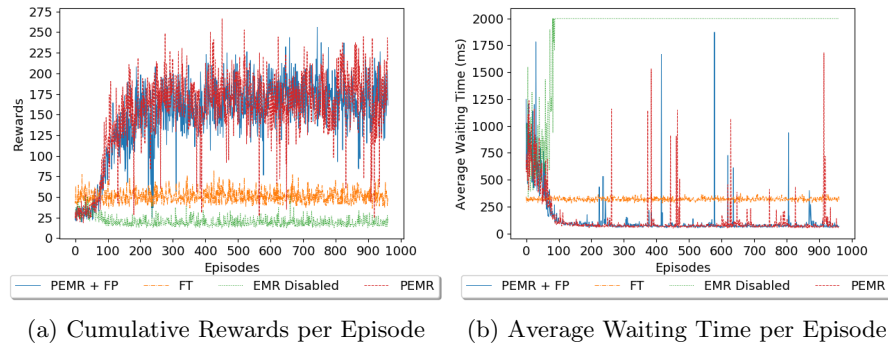 275
250
225
200
175
150
125
100
75
50
25
0
Rewards
0 100 200 300 400 500 600 700 800 900 1000
Episodes
PEMR + FP FT EMR Disabled PEMR
(a) Cumulative Rewards per Episode
2000
1750
1500
1250
1000
750
500
250
0
Average Waiting Time (ms)
0 100 200 300 400 500 600 700 800 900 1000
Episodes
PEMR + FP FT EMR Disabled PEMR
(b) Average Waiting Time per Episode